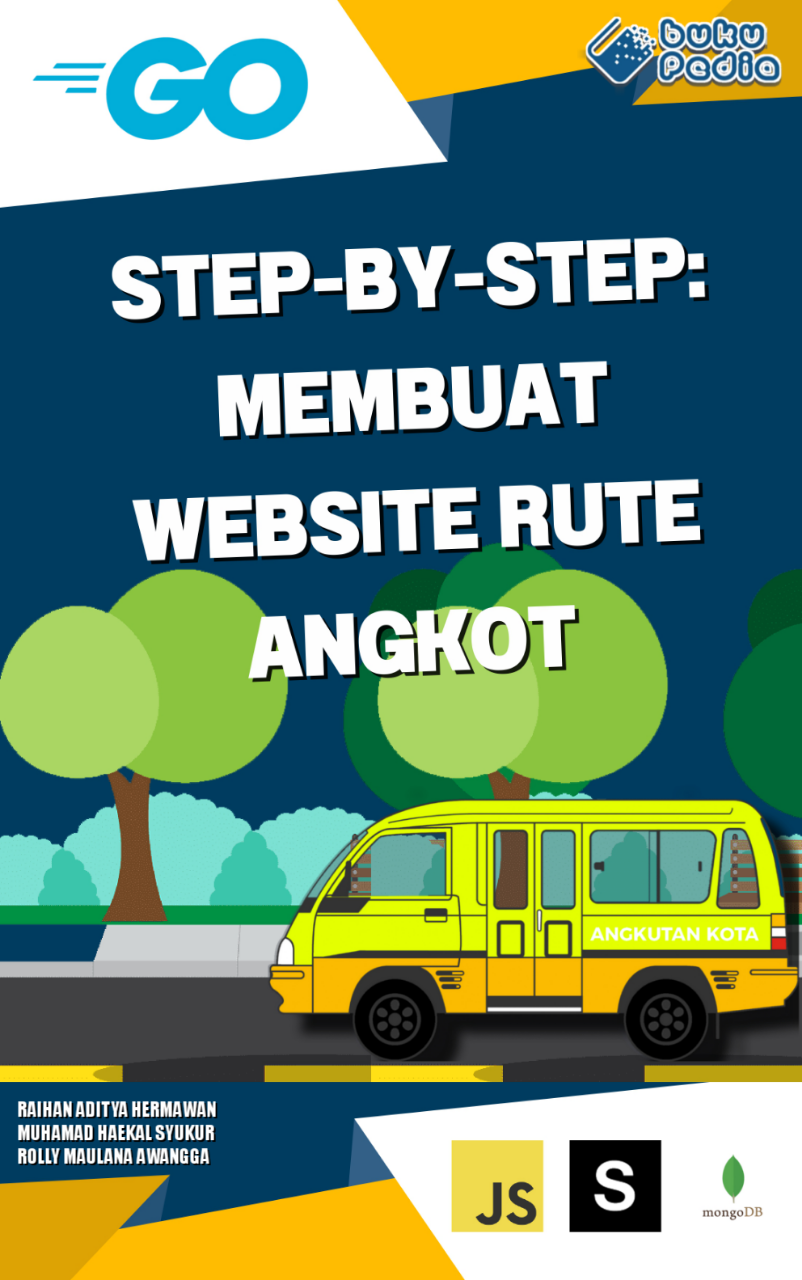 GO
buku
Pedia
STEP-BY-STEP:
MEMBUAT
WEBSITE RUTE
ANGKOT
ANGKUTAN KOTA
RAIHAN ADITYA HERMAWAN
MUHAMAD HAEKAL SYUKUR
ROLLY MAULANA AWANGGA
JS
S
mongoDB